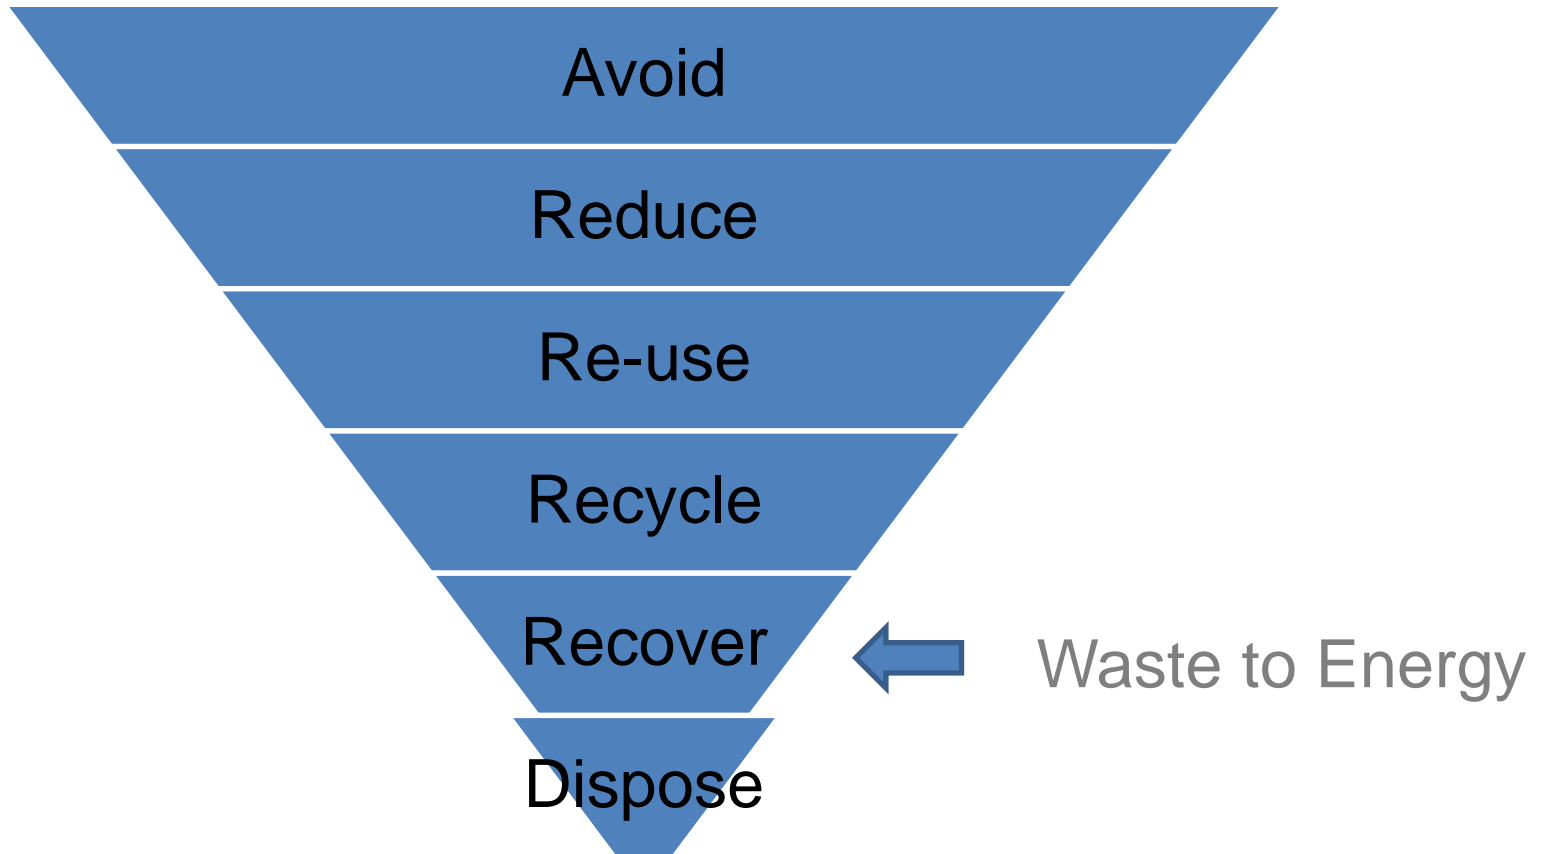 Avoid
Reduce
Re-use
Recycle
Recover
Waste to Energy
Dispose